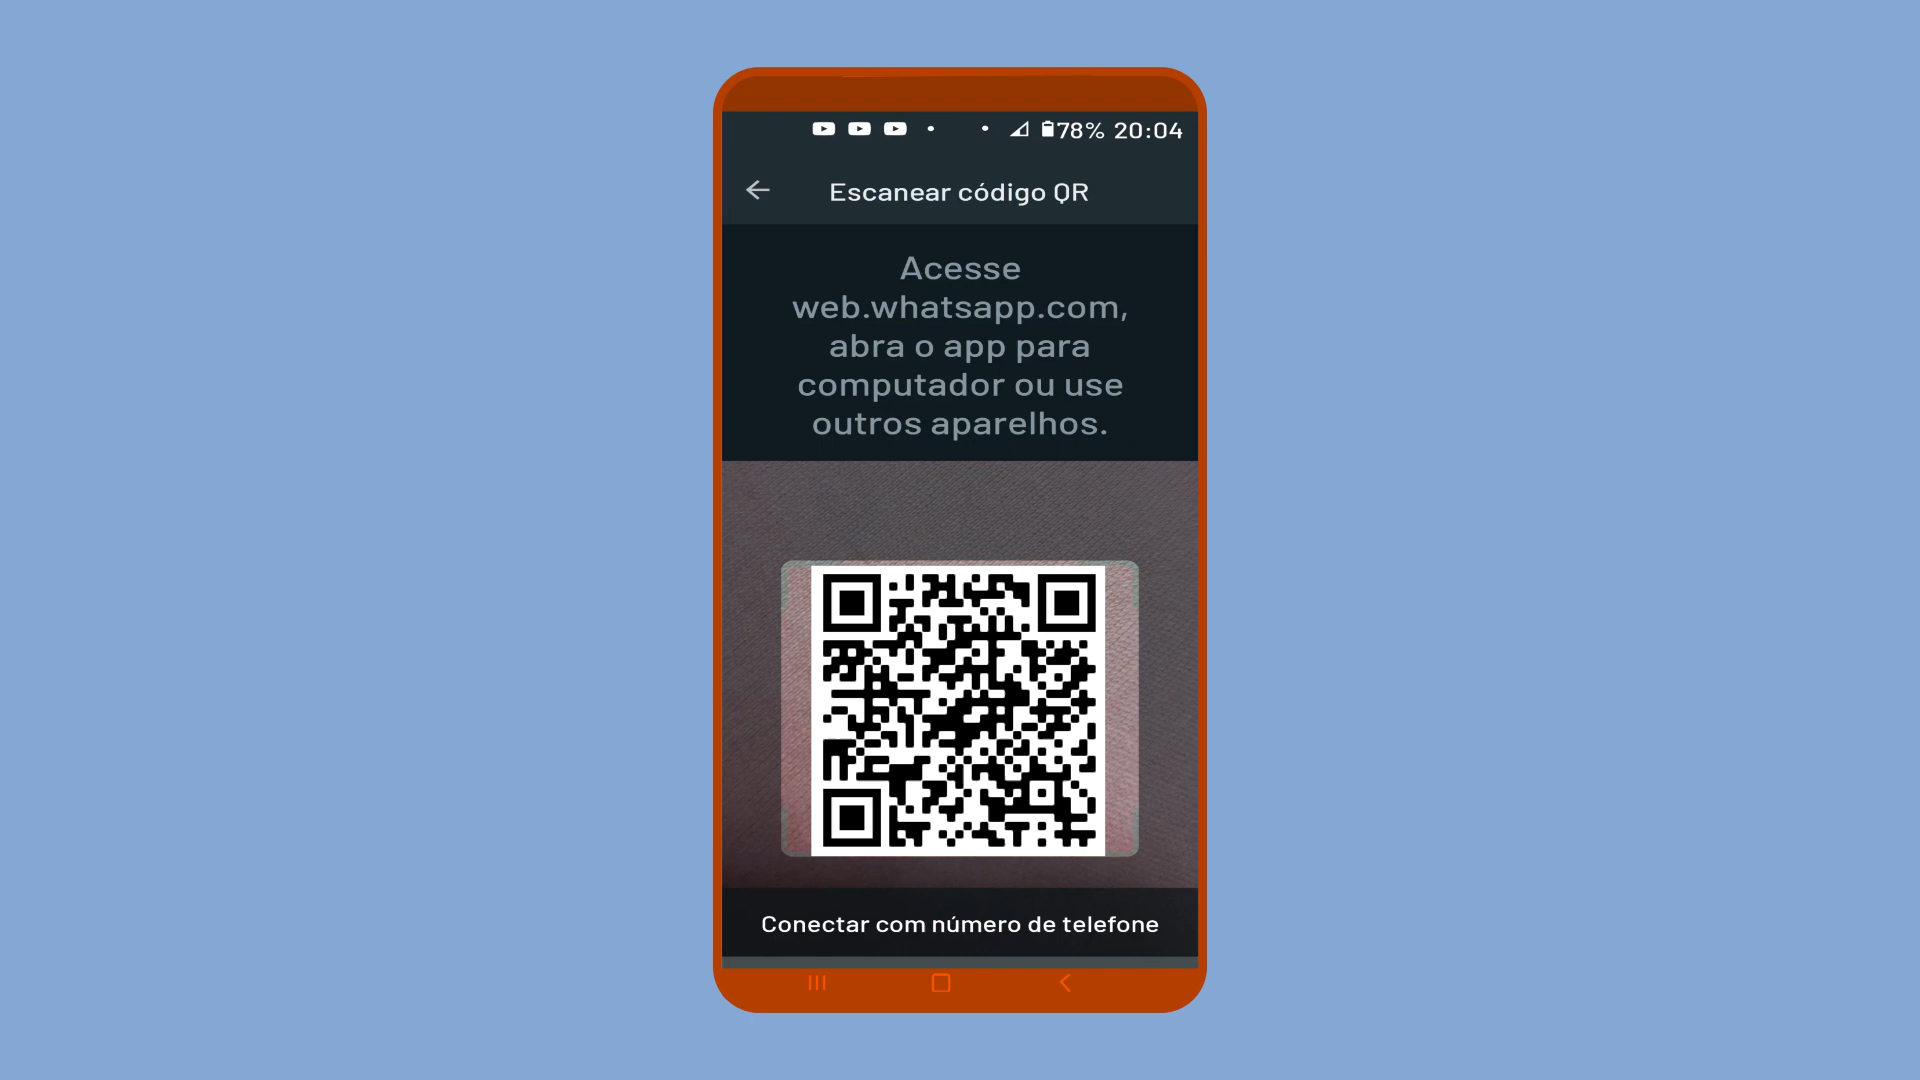 78% 20:04
Escanear código QR
Acesse
web.whatsapp.com,
abra o app para
computador ou use
outros aparelhos.
Conectar com número de telefone